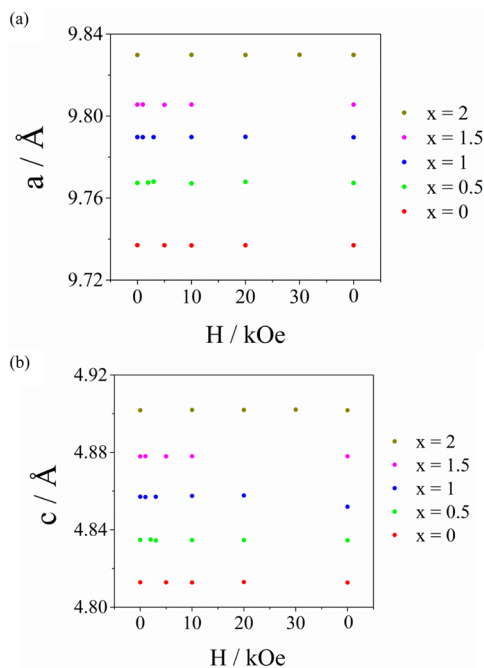 (a)
9.84
9.80
9.76
9.72
a / Å
0 10 20 30 0
H / kOe
x = 2
x = 1.5
x = 1
x = 0.5
x = 0
(b)
4.92
4.88
4.84
4.80
c / Å
0 10 20 30 0
H / kOe
x = 2
x = 1.5
x = 1
x = 0.5
x = 0